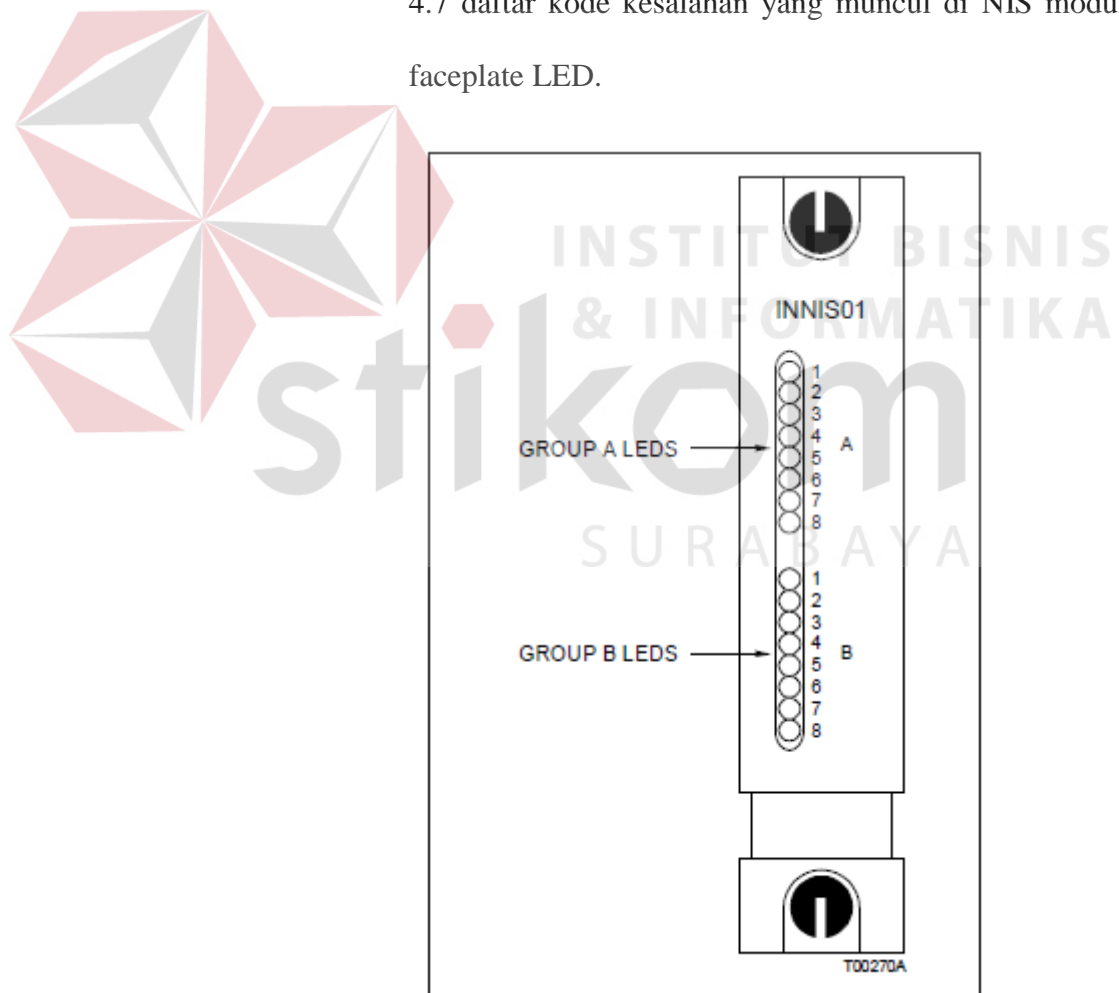 4.7 daftar kode kesalahan yang muncul di NIS modu
faceplate LED.
INSTITUT BISNIS
& INFORMATIKA
stikom
SURABAYA
INNIS01
1
2
3
4
5
6
7
8
A
GROUP A LEDS
1
2
3
4
5
6
7
8
B
GROUP B LEDS
T00270A